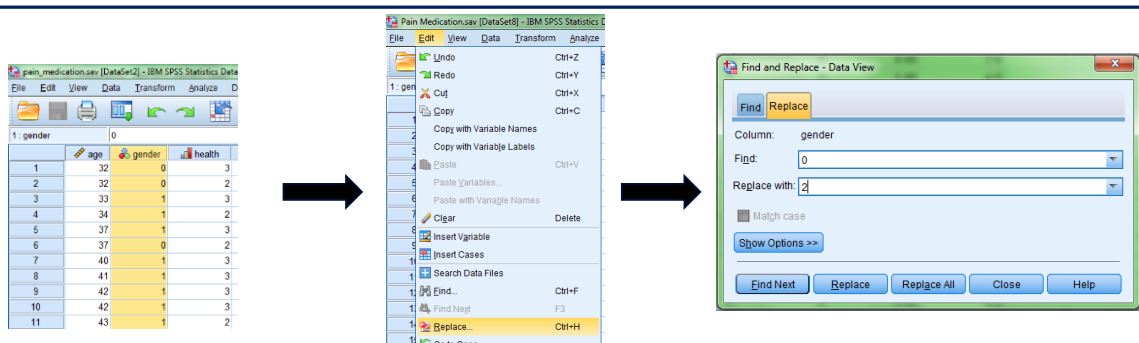 pain_medication.sav [DataSet2] - IBM SPSS Statistics Data
File Edit View Data Transform Analyze D
1 : gender 0
age gender health
1 32 0 3
2 32 0 2
3 33 1 3
4 34 1 2
5 37 1 3
6 37 0 2
7 40 1 3
8 41 1 3
9 42 1 3
10 42 1 3
11 43 1 2
Pain Medication.sav [DataSet8] - IBM SPSS Statistics D
File Edit View Data Transform Analyze
1 : gen
Undo Ctrl+Z
Redo Ctrl+Y
Cut Ctrl+X
Copy Ctrl+C
Copy with Variable Names
Copy with Variable Labels
Paste Ctrl+V
Paste Variables...
Paste with Variable Names
Clear Delete
Insert Variable
Insert Cases
Search Data Files
Find... Ctrl+F
Find Next F3
Replace... Ctrl+H
Find and Replace - Data View
Find Replace
Column: gender
Find: 0
Replace with: 2
Match case
Show Options >>
Find Next Replace Replace All Close Help